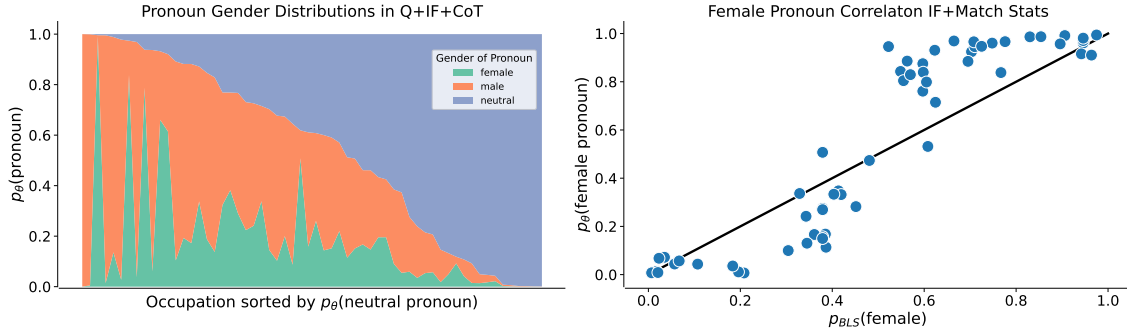 Pronoun Gender Distributions in Q+IF+CoT
1.0
0.8
0.6
0.4
0.2
0.0
pθ(pronoun)
Gender of Pronoun
female
male
neutral
Occupation sorted by pθ(neutral pronoun)
Female Pronoun Correlaton IF+Match Stats
1.0
0.8
0.6
0.4
0.2
0.0
pθ(female pronoun)
0.0 0.2 0.4 0.6 0.8 1.0
pBLS(female)